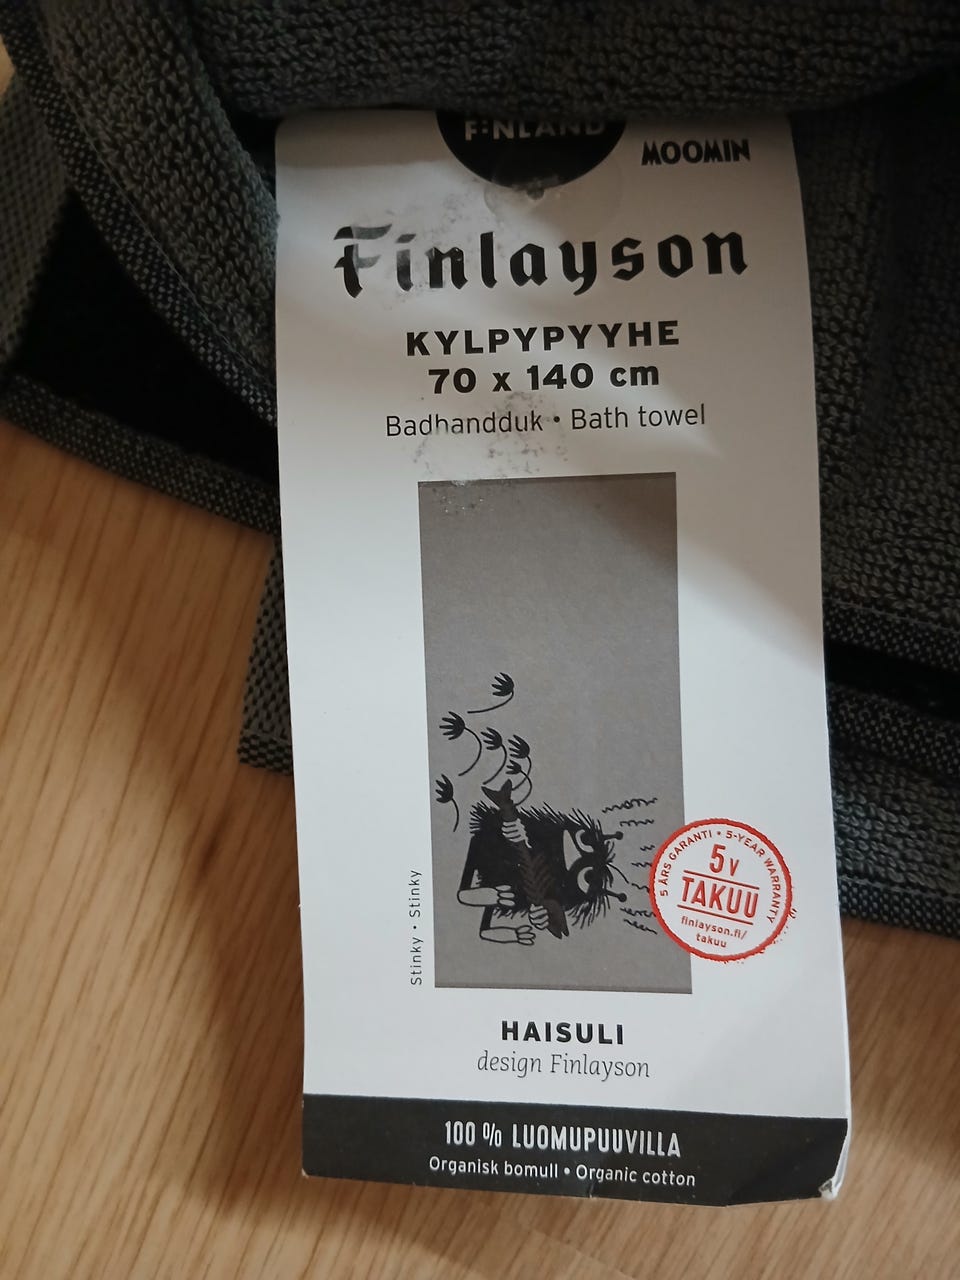 FINLAND
MOOMIN
Finlayson
KYLPYPYYHE
70 x 140 cm
Badhandduk • Bath towel
Stinky • Stinky
5 ÅRS GARANTI • 5-YEAR WARRANTY
5v
TAKUU
finlayson.fi/
takuu
HAISULI
design Finlayson
100 % LUOMUPUUVILLA
Organisk bomull • Organic cotton